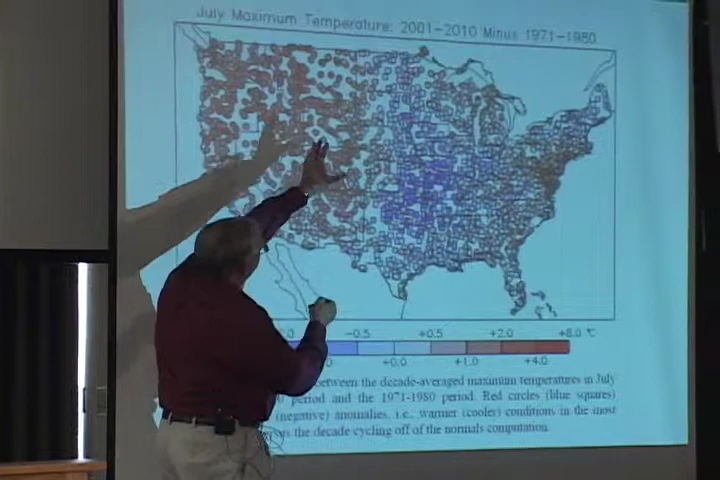 July Maximum Temperature: 2001-2010 Minus 1971-1980
-0.5 +0.5 +2.0 +8.0 °C
+0.0 +1.0 +4.0
between the decade-averaged maximum temperatures in July
period and the 1971-1980 period. Red circles (blue squares)
(negative) anomalies, i.e., warmer (cooler) conditions in the most
the decade cycling off of the normals computation.